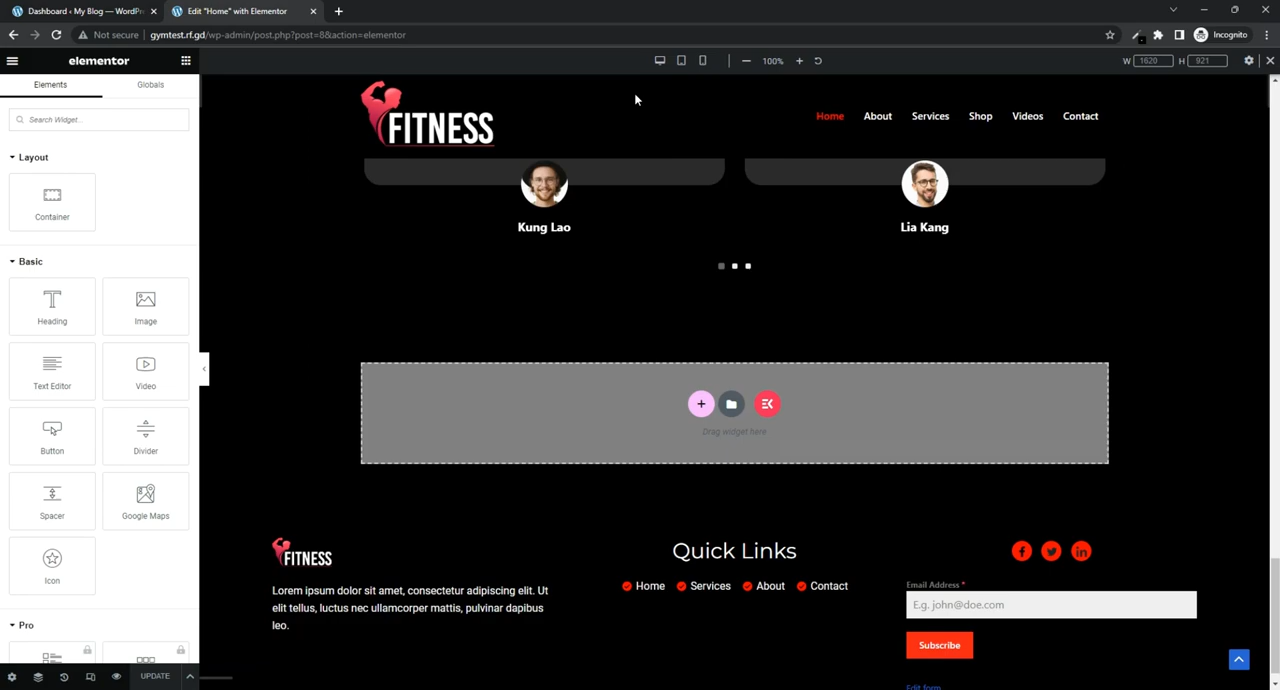 Dashboard ‹ My Blog — WordPr
Edit "Home" with Elementor
Not secure
gymtest.rf.gd/wp-admin/post.php?post=8&action=elementor
Incognito
elementor
100%
W 1620 H 921
Elements
Globals
Search Widget...
Layout
Container
Basic
Heading
Image
Text Editor
Video
Button
Divider
Spacer
Google Maps
Icon
Pro
UPDATE
FITNESS
Home About Services Shop Videos Contact
Kung Lao
Lia Kang
Drag widget here
FITNESS
Lorem ipsum dolor sit amet, consectetur adipiscing elit. Ut
elit tellus, luctus nec ullamcorper mattis, pulvinar dapibus
leo.
Quick Links
Home Services About Contact
Email Address *
E.g. john@doe.com
Subscribe
Edit form